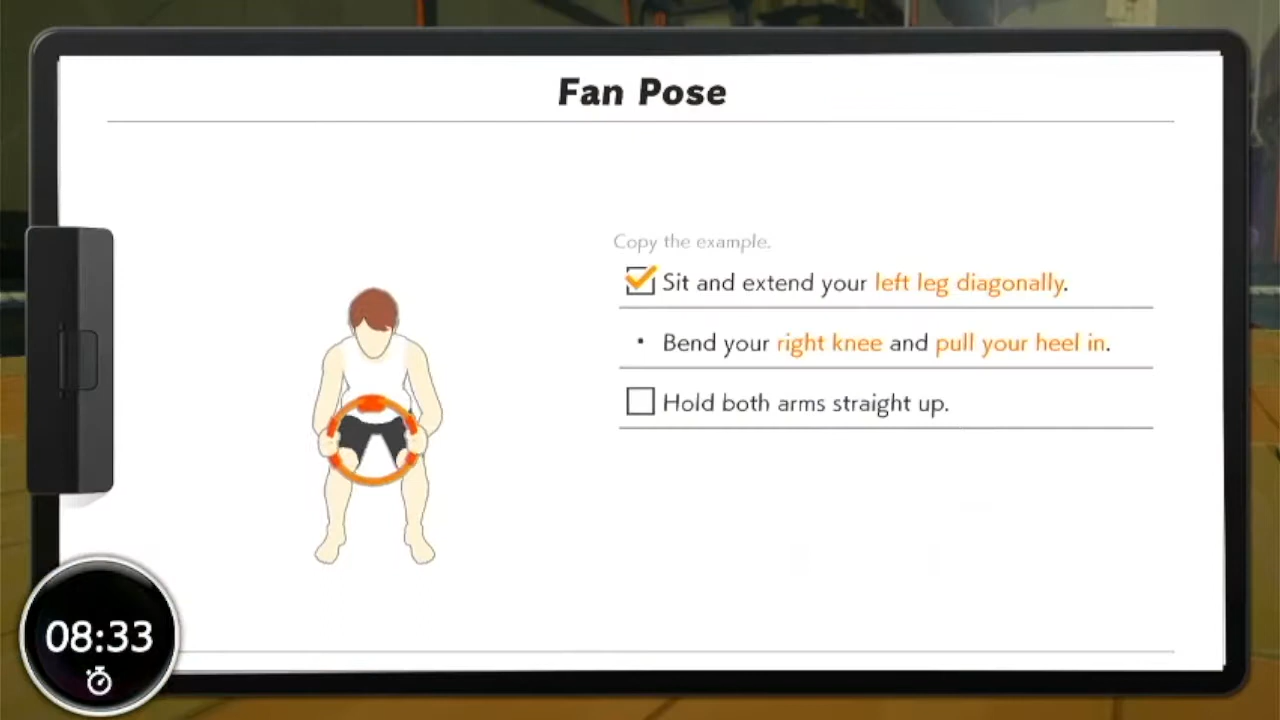 Fan Pose
Copy the example.
Sit and extend your left leg diagonally.
• Bend your right knee and pull your heel in.
Hold both arms straight up.
08:33